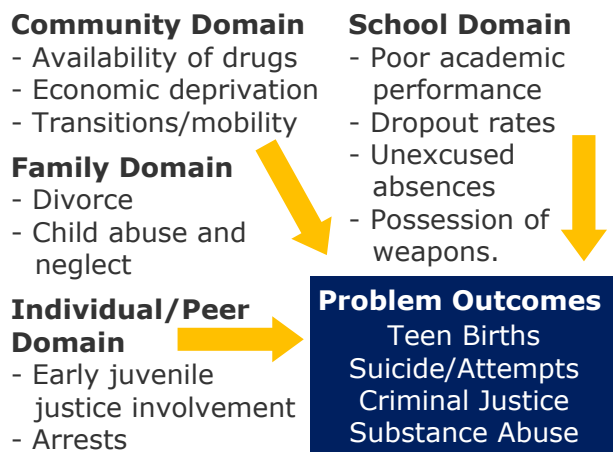 Community Domain
- Availability of drugs
- Economic deprivation
- Transitions/mobility
Family Domain
- Divorce
- Child abuse and
neglect
Individual/Peer
Domain
- Early juvenile
justice involvement
- Arrests
School Domain
- Poor academic
performance
- Dropout rates
- Unexcused
absences
- Possession of
weapons.
Problem Outcomes
Teen Births
Suicide/Attempts
Criminal Justice
Substance Abuse